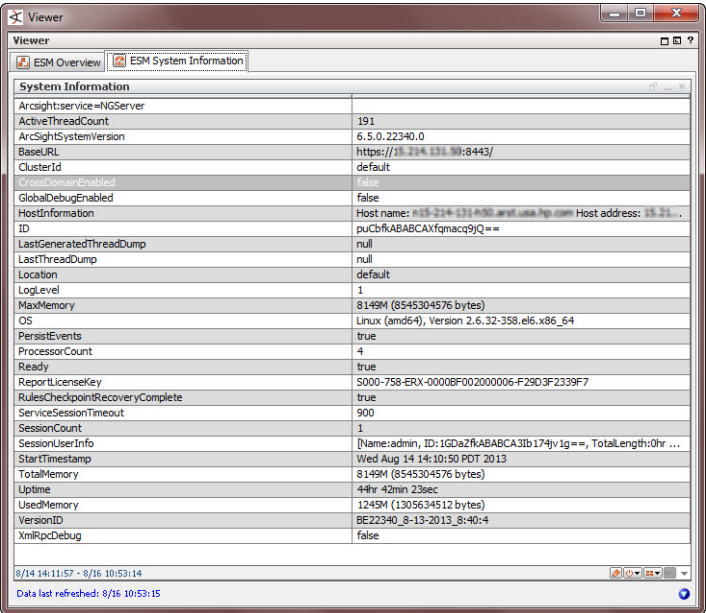 Viewer
Viewer
?
ESM Overview ESM System Information
System Information
Arcsight:service=NGServer
ActiveThreadCount 191
ArcSightSystemVersion 6.5.0.22340.0
BaseURL https:// :8443/
ClusterId default
CrossDomainEnabled false
GlobalDebugEnabled false
HostInformation Host name: Host address: ...
ID puCbfkABABCAXfqmacq9jQ==
LastGeneratedThreadDump null
LastThreadDump null
Location default
LogLevel 1
MaxMemory 8149M (8545304576 bytes)
OS Linux (amd64), Version 2.6.32-358.el6.x86_64
PersistEvents true
ProcessorCount 4
Ready true
ReportLicenseKey S000-758-ERX-0000BF002000006-F29D3F2339F7
RulesCheckpointRecoveryComplete true
ServiceSessionTimeout 900
SessionCount 1
SessionUserInfo [Name:admin, ID:1GDaZfkABABCA3Ib174jv1g==, TotalLength:0hr ...
StartTimestamp Wed Aug 14 14:10:50 PDT 2013
TotalMemory 8149M (8545304576 bytes)
Uptime 44hr 42min 23sec
UsedMemory 1245M (1305634512 bytes)
VersionID BE22340_8-13-2013_8:40:4
XmlRpcDebug false
8/14 14:11:57 - 8/16 10:53:14
Data last refreshed: 8/16 10:53:15